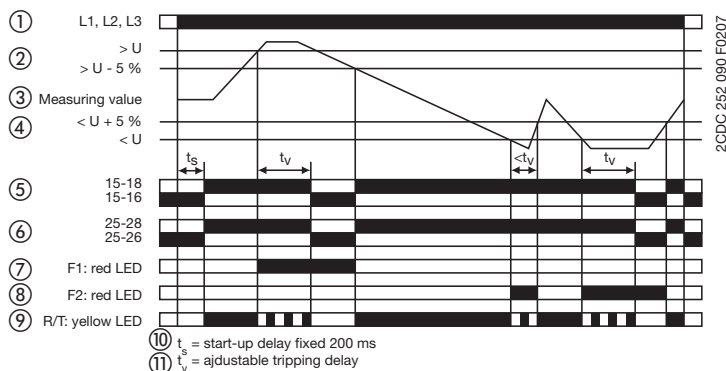 ① L1, L2, L3
② > U
> U - 5 %
③ Measuring value
④ < U + 5 %
< U
ts tv <tv tv
⑤ 15-18
15-16
⑥ 25-28
25-26
⑦ F1: red LED
⑧ F2: red LED
⑨ R/T: yellow LED
⑩ ts = start-up delay fixed 200 ms
⑪ tv = ajdustable tripping delay
2CDC 252 090 F0207